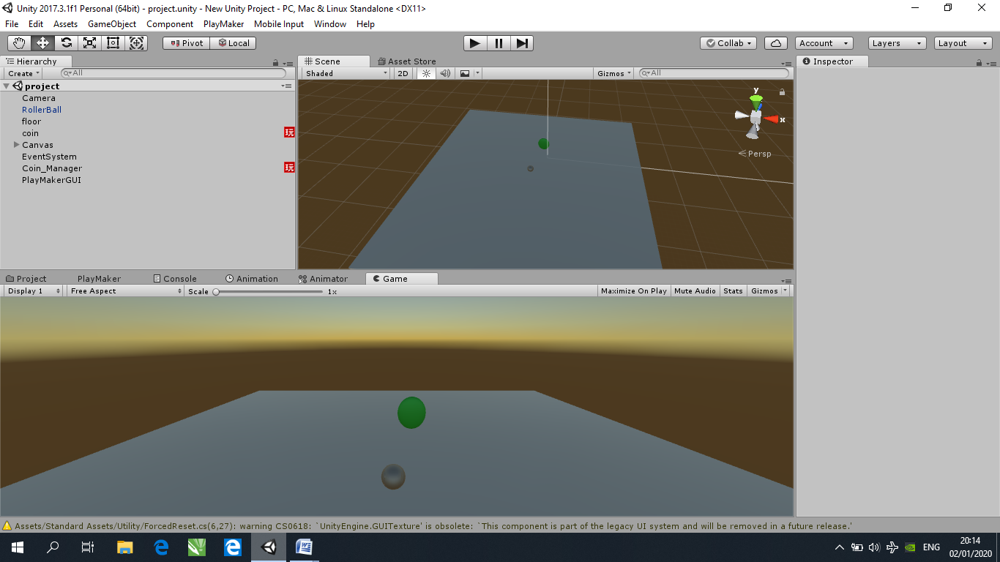 Unity 2017.3.1f1 Personal (64bit) - project.unity - New Unity Project - PC, Mac & Linux Standalone <DX11>
File Edit Assets GameObject Component PlayMaker Mobile Input Window Help
Pivot Local Collab Account Layers Layout
Hierarchy
Create All
project
Camera
RollerBall
floor
coin 玩
Canvas
EventSystem
Coin_Manager 玩
PlayMakerGUI
Scene Asset Store
Shaded 2D Gizmos All
y
x
Persp
Inspector
Project PlayMaker Console Animation Animator Game
Display 1 Free Aspect Scale 1x Maximize On Play Mute Audio Stats Gizmos
Assets/Standard Assets/Utility/ForcedReset.cs(6,27): warning CS0618: `UnityEngine.GUITexture' is obsolete: `This component is part of the legacy UI system and will be removed in a future release.'
ENG
20:14
02/01/2020